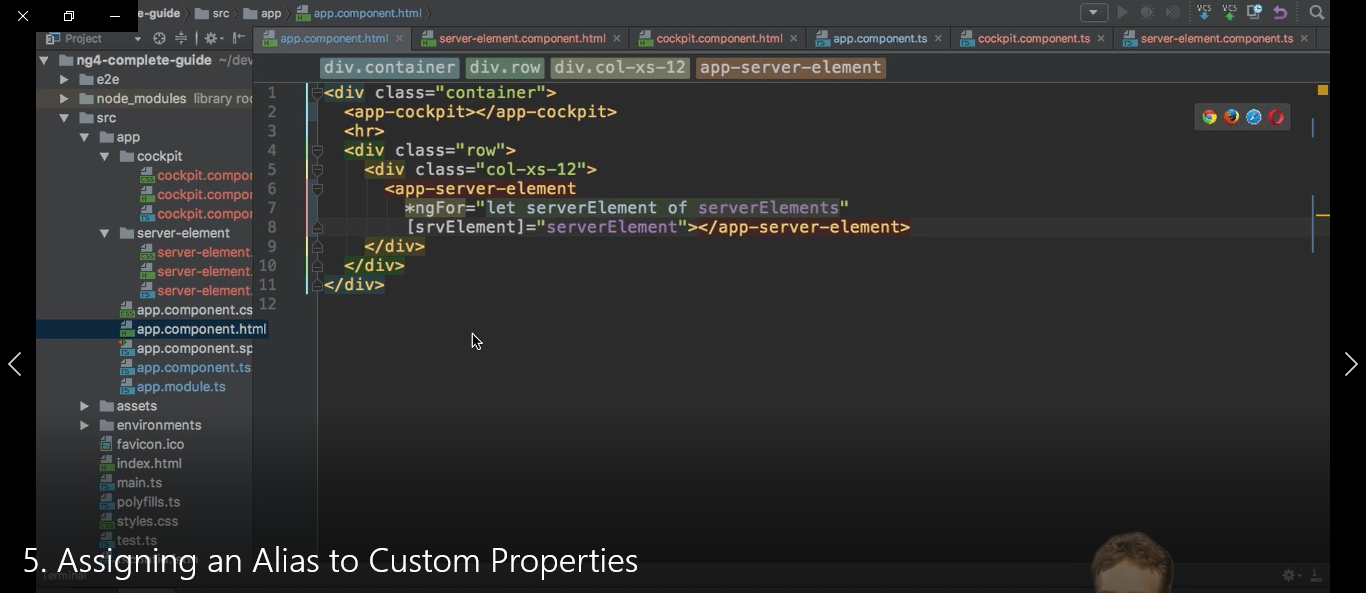 e-guide src app app.component.html
Project
app.component.html server-element.component.html cockpit.component.html app.component.ts cockpit.component.ts server-element.component.ts
VCS VCS
div.container div.row div.col-xs-12 app-server-element
ng4-complete-guide ~/dev
e2e
node_modules library roo
src
app
cockpit
cockpit.compor
cockpit.compor
cockpit.compor
server-element
server-element.
server-element.
server-element.
app.component.cs
app.component.html
app.component.sp
app.component.ts
app.module.ts
assets
environments
favicon.ico
index.html
main.ts
polyfills.ts
styles.css
test.ts
1 <div class="container">
2 <app-cockpit></app-cockpit>
3 <hr>
4 <div class="row">
5 <div class="col-xs-12">
6 <app-server-element
7 *ngFor="let serverElement of serverElements"
8 [srvElement]="serverElement"></app-server-element>
9 </div>
10 </div>
11 </div>
12
5. Assigning an Alias to Custom Properties
Terminal